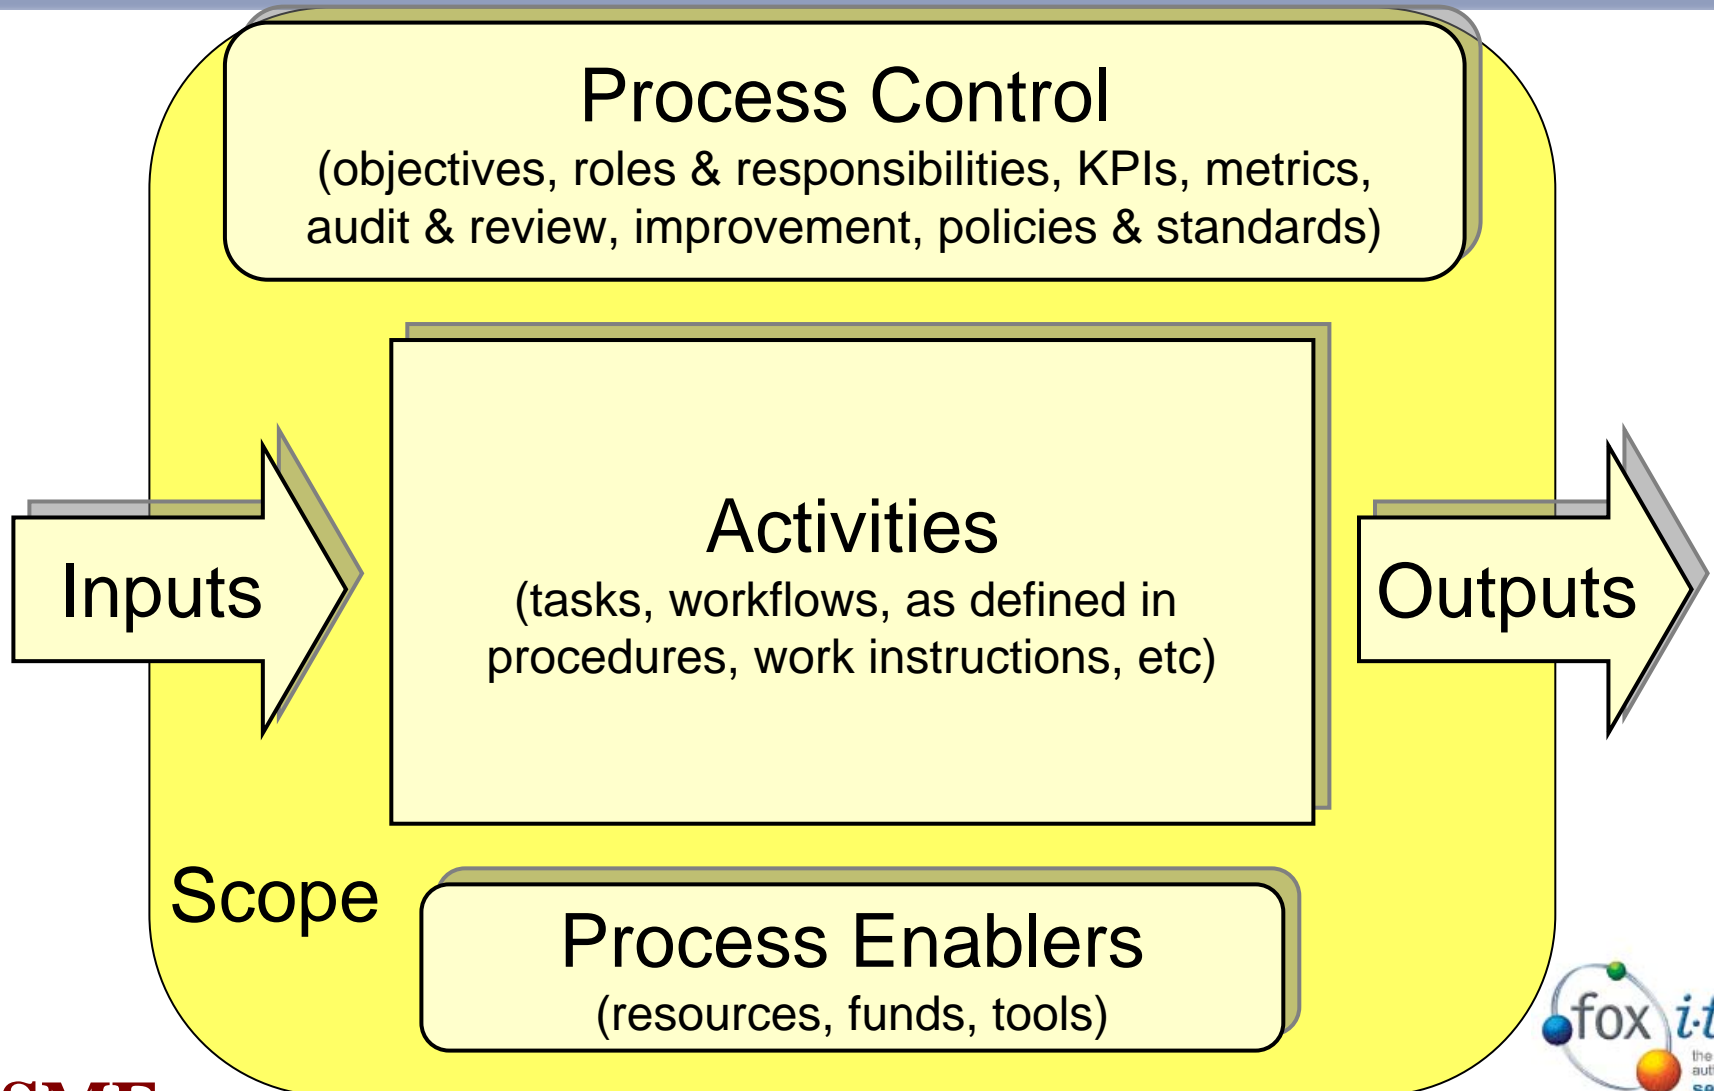 Process Control
(objectives, roles & responsibilities, KPIs, metrics,
audit & review, improvement, policies & standards)
Activities
(tasks, workflows, as defined in
procedures, work instructions, etc)
Inputs
Outputs
Scope
Process Enablers
(resources, funds, tools)
fox i·t
the